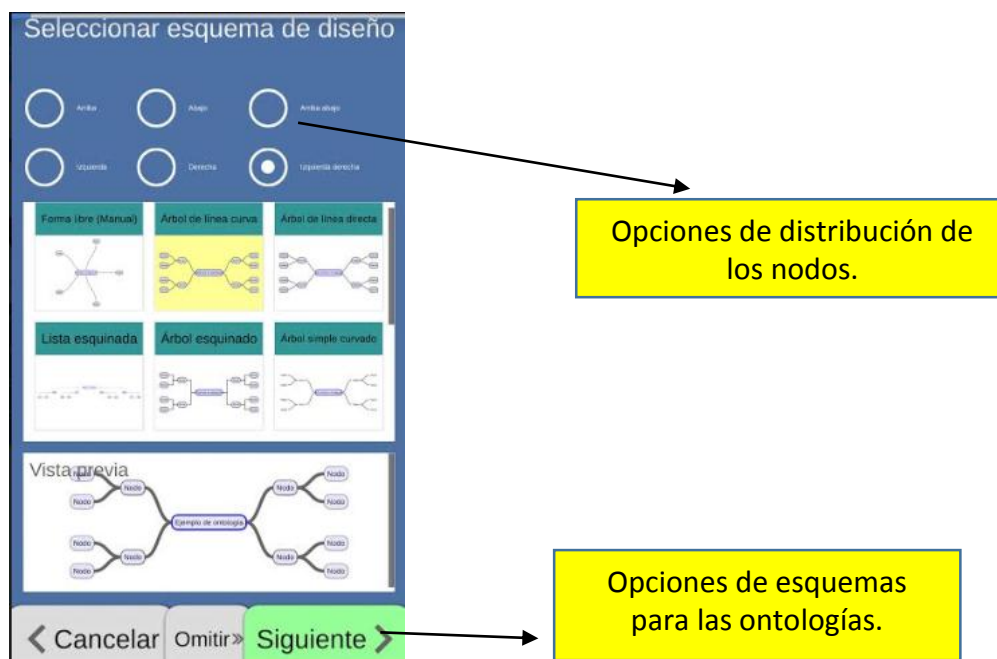 Seleccionar esquema de diseño
Arriba Abajo Arriba abajo
Izquierda Derecha Izquierda derecha
Opciones de distribución de
los nodos.
Forma libre (Manual) Árbol de línea curva Árbol de línea directa
Lista esquinada Árbol esquinado Árbol simple curvado
Vista previa
Nodo Nodo
Nodo Nodo
Nodo Nodo
Ejemplo de ontología
Nodo Nodo
Nodo Nodo
Nodo Nodo
Opciones de esquemas
para las ontologías.
Cancelar Omitir» Siguiente